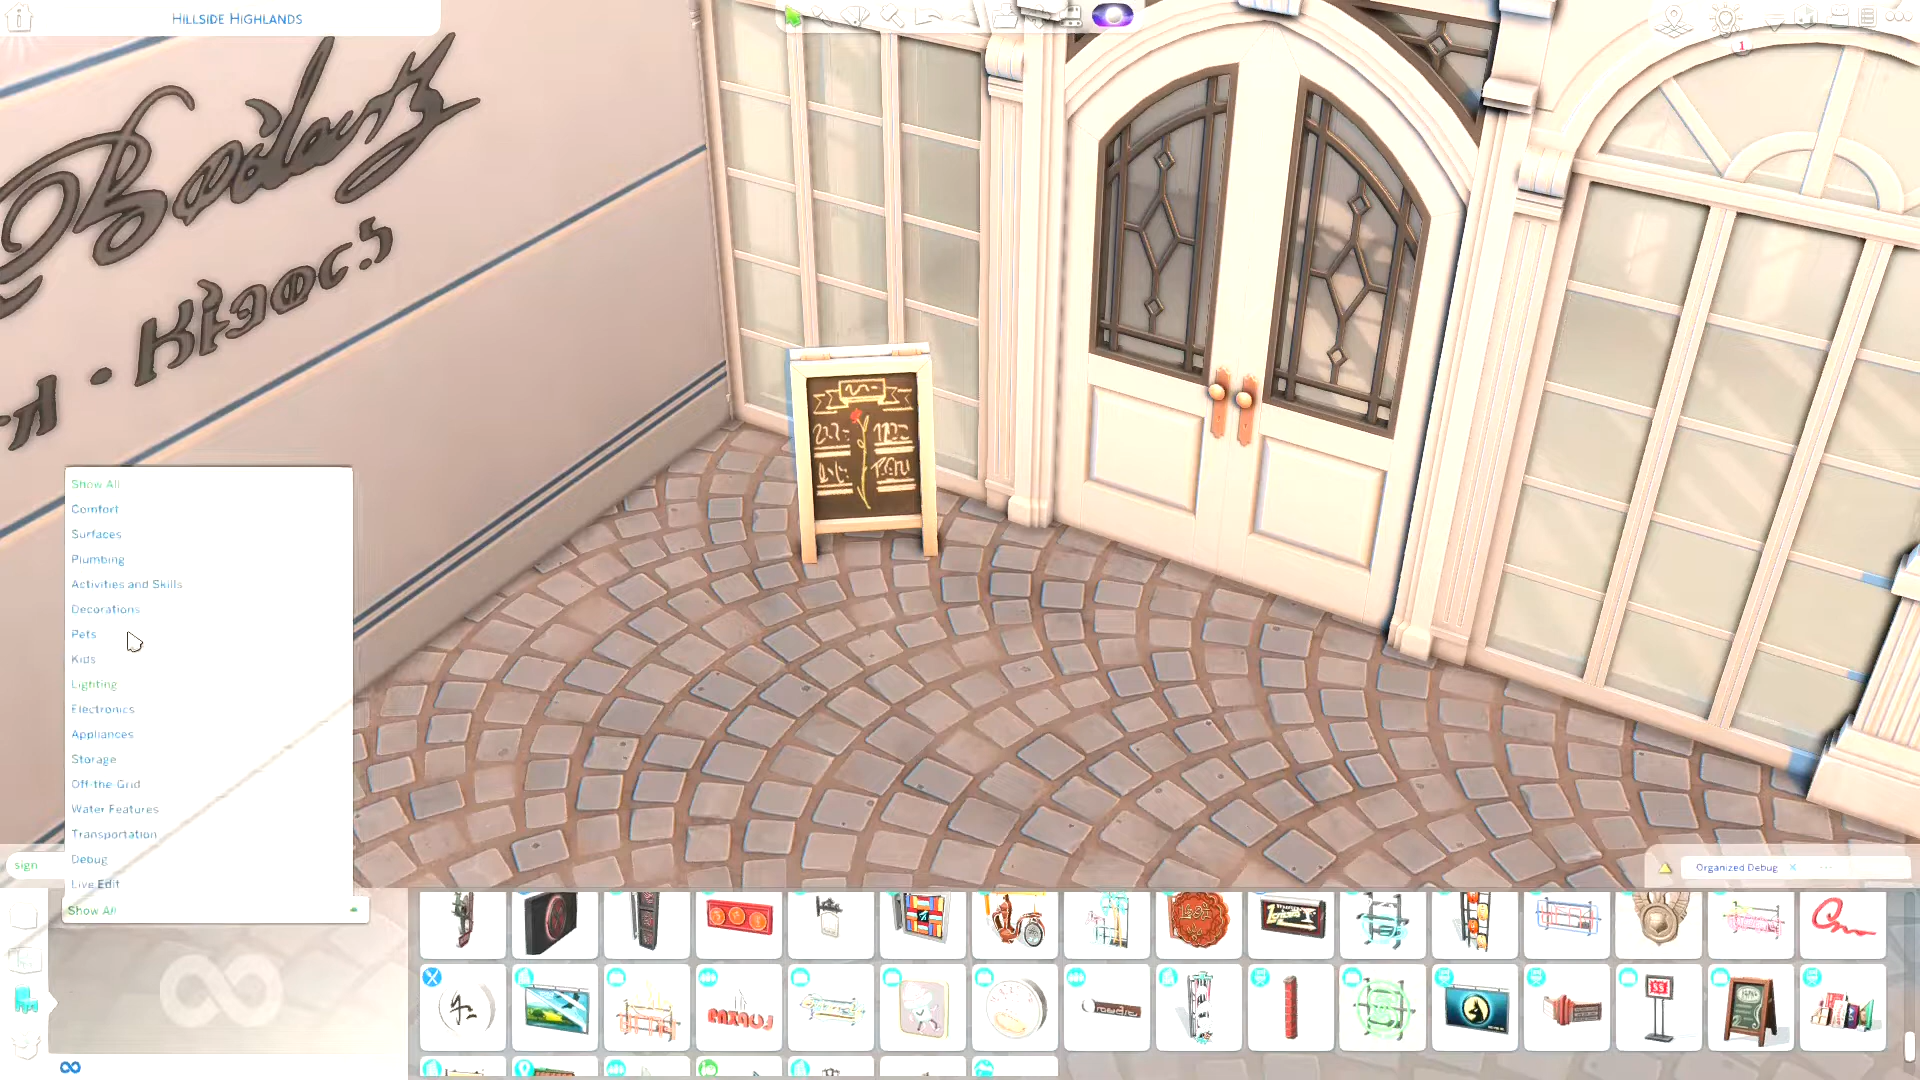 Hillside Highlands
1
Show All
Comfort
Surfaces
Plumbing
Activities and Skills
Decorations
Pets
Kids
Lighting
Electronics
Appliances
Storage
Off-the Grid
Water Features
Transportation
Debug
Live Edit
sign
Show All
Organized Debug